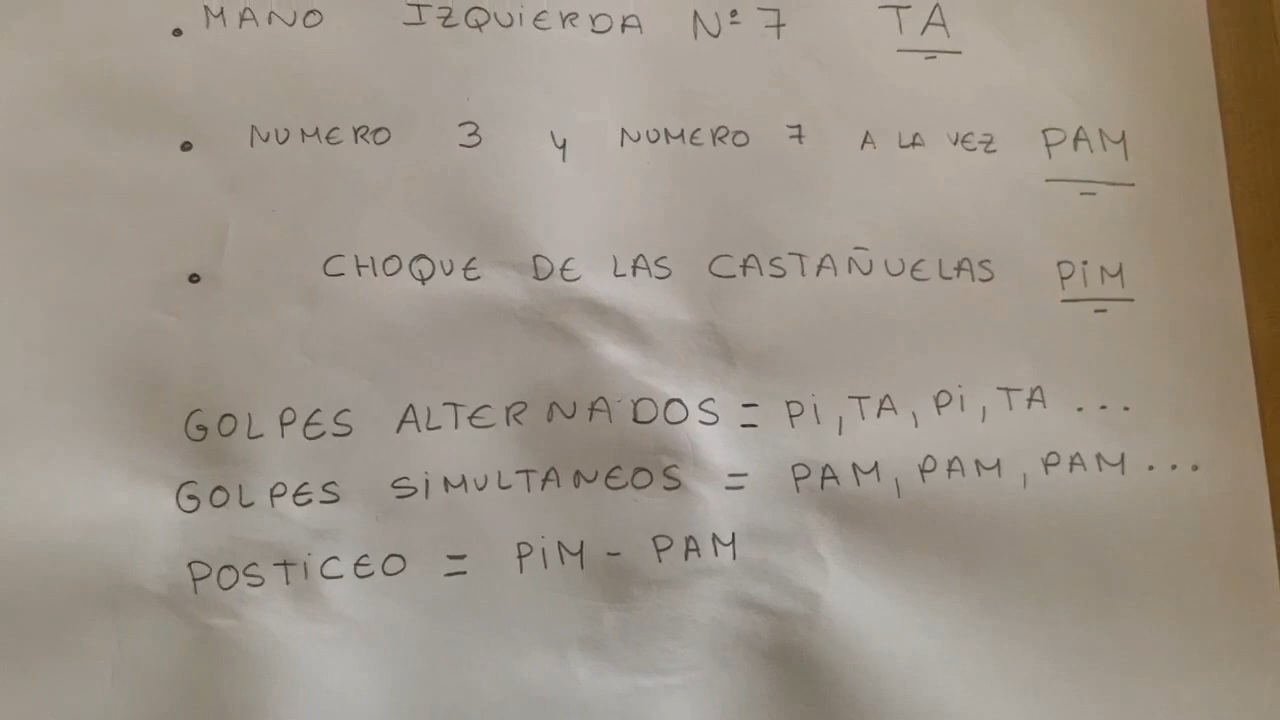 . MANO IZQUIERDA Nº 7 TA
• NUMERO 3 y NUMERO 7 A LA VEZ PAM
• CHOQUE DE LAS CASTAÑUELAS PiM
GOLPES ALTERNADOS = Pi, TA, Pi, TA ...
GOLPES SiMULTANEOS = PAM, PAM, PAM ...
POSTiCEO = PiM - PAM